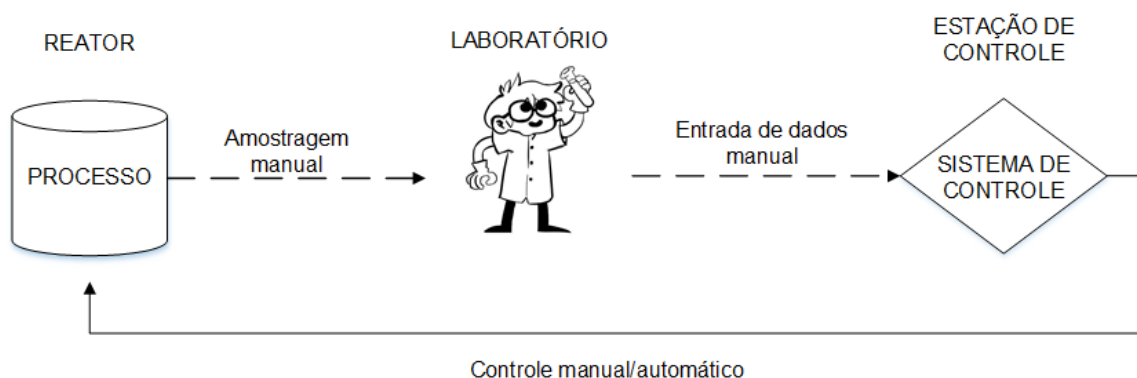 REATOR
LABORATÓRIO
ESTAÇÃO DE
CONTROLE
PROCESSO
Amostragem
manual
Entrada de dados
manual
SISTEMA DE
CONTROLE
Controle manual/automático